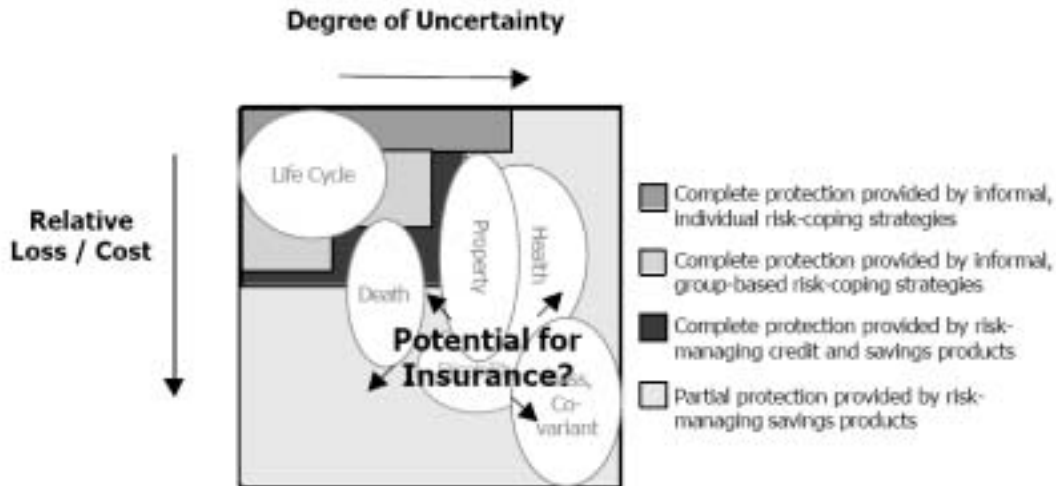 Degree of Uncertainty
Relative
Loss / Cost
Life Cycle
Property
Health
Death
Potential for
Insurance?
Co-
variant
Complete protection provided by informal,
individual risk-coping strategies
Complete protection provided by informal,
group-based risk-coping strategies
Complete protection provided by risk-
managing credit and savings products
Partial protection provided by risk-
managing savings products